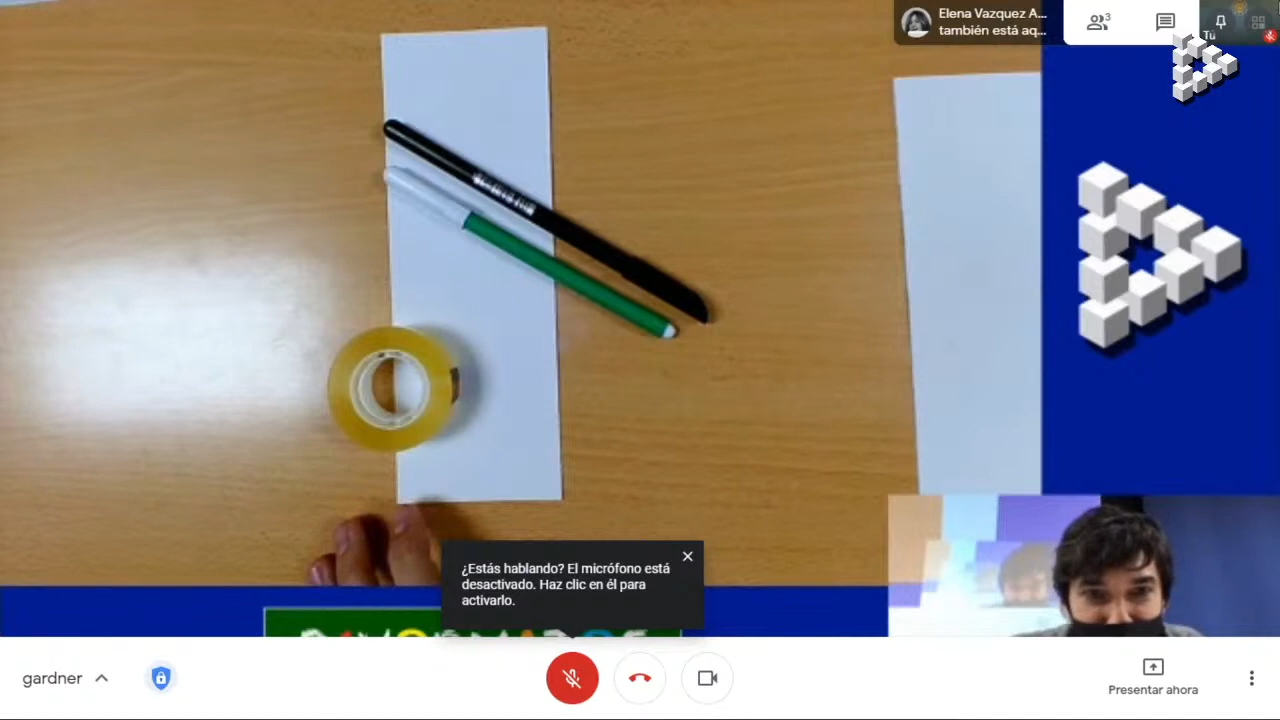 Elena Vazquez A...
también está aq...
3
Tú
¿Estás hablando? El micrófono está
desactivado. Haz clic en él para
activarlo.
gardner
Presentar ahora